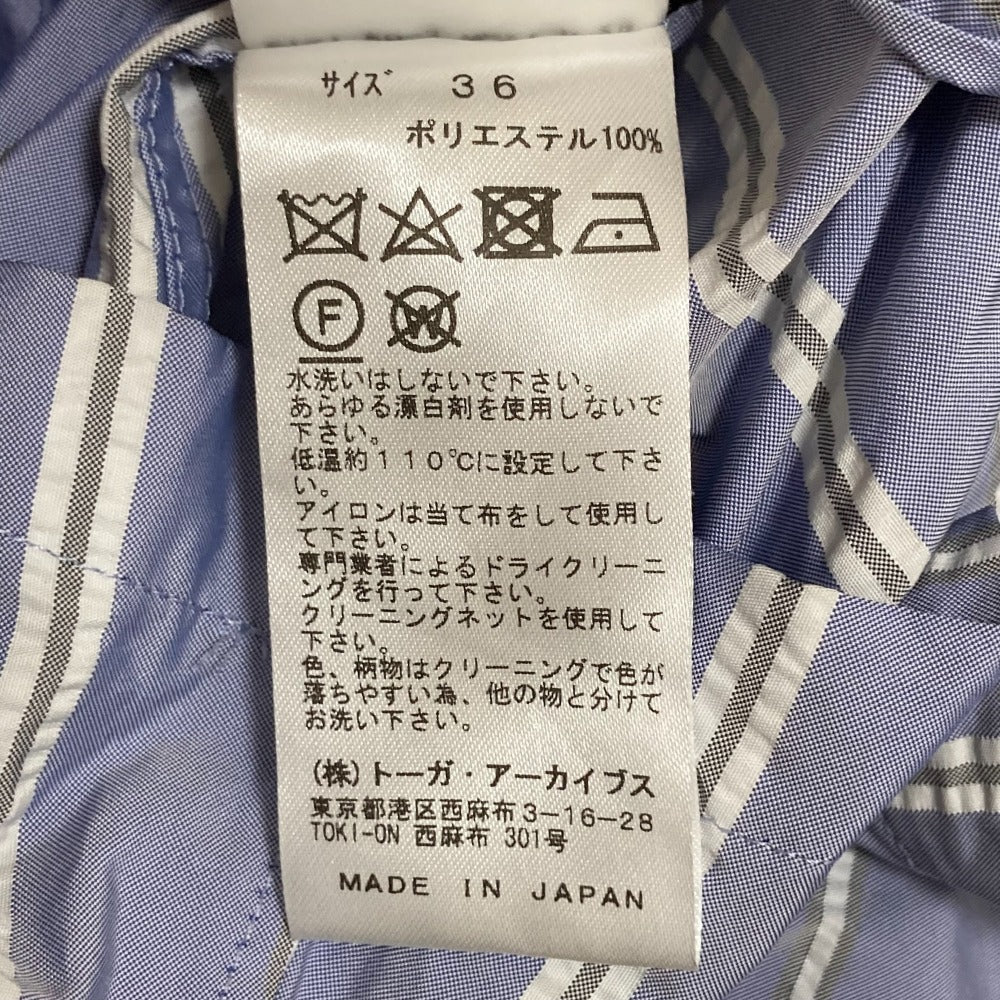 サイズ 36
ポリエステル100%
F
W
水洗いはしないで下さい。
あらゆる漂白剤を使用しないで
下さい。
低温約110℃に設定して下さ
い。
アイロンは当て布をして使用し
て下さい。
専門業者によるドライクリーニ
ングを行って下さい。
クリーニングネットを使用して
下さい。
色、柄物はクリーニングで色が
落ちやすい為、他の物と分けて
お洗い下さい。
(株)トーガ・アーカイブス
東京都港区西麻布3-16-28
TOKI-ON 西麻布 301号
MADE IN JAPAN